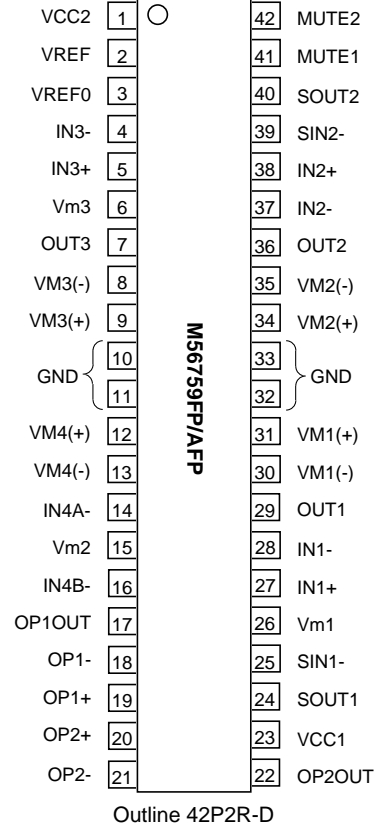 VCC2 1 42 MUTE2
VREF 2 41 MUTE1
VREF0 3 40 SOUT2
IN3- 4 39 SIN2-
IN3+ 5 38 IN2+
Vm3 6 37 IN2-
OUT3 7 36 OUT2
VM3(-) 8 35 VM2(-)
VM3(+) 9 34 VM2(+)
10 33
GND GND
11 32
M56759FP/AFP
VM4(+) 12 31 VM1(+)
VM4(-) 13 30 VM1(-)
IN4A- 14 29 OUT1
Vm2 15 28 IN1-
IN4B- 16 27 IN1+
OP1OUT 17 26 Vm1
OP1- 18 25 SIN1-
OP1+ 19 24 SOUT1
OP2+ 20 23 VCC1
OP2- 21 22 OP2OUT
Outline 42P2R-D